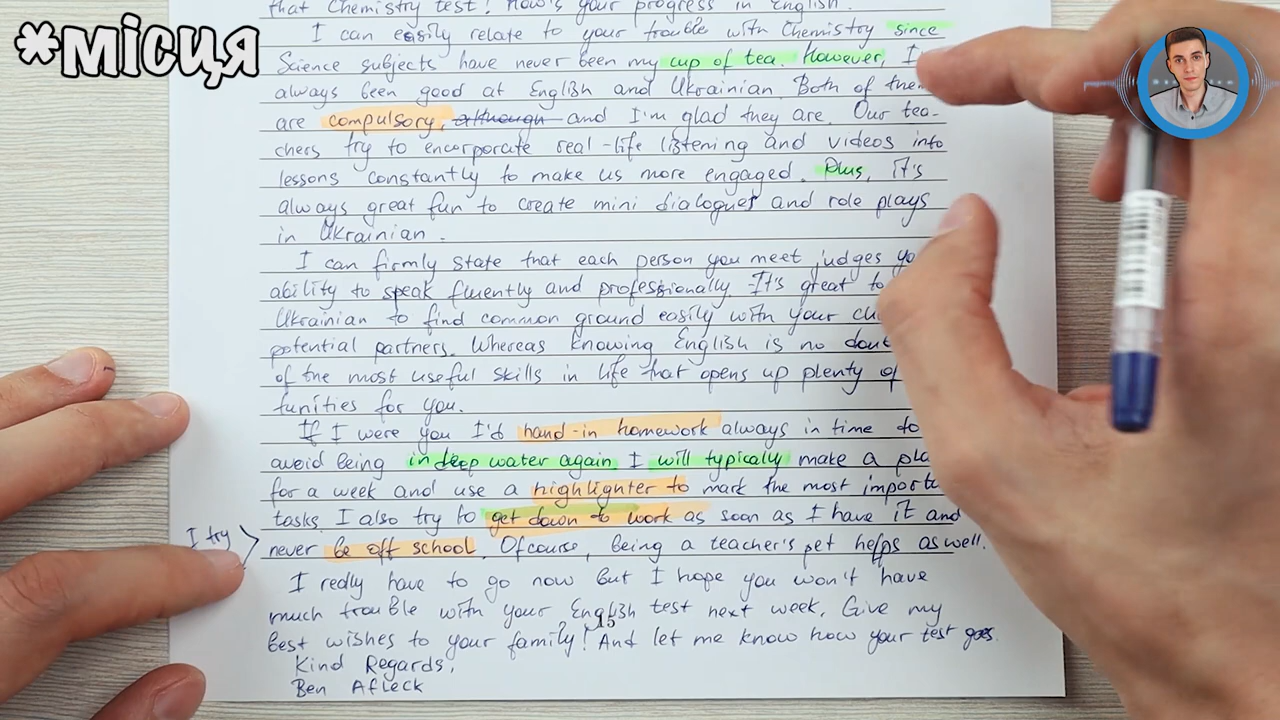 *місця
that Chemistry test! How's your progress in English.
I can easily relate to your trouble with Chemistry since
Science subjects have never been my cup of tea. However, I
always been good at English and Ukrainian. Both of them
are compulsory, although and I'm glad they are. Our tea-
chers try to encorporate real-life listening and videos into
lessons constantly to make us more engaged. Plus, it's
always great fun to create mini dialogues and role plays
in Ukrainian.
I can firmly state that each person you meet judges
ability to speak fluently and professionally. It's great to
Ukrainian to find common ground easily with your
potential partners. Whereas knowing English is no
of the most useful skills in life that opens up plenty of
funities for you.
If I were you I'd hand-in homework always in time to
avoid being in deep water again. I will typically make a
for a week and use a highlighter to mark the most
tasks. I also try to get down to work as soon as I have it and
I try
never be off school. Ofcourse, being a teacher's pet helps aswell.
I really have to go now but I hope you won't have
much trouble with your English test next week. Give my
15
best wishes to your family! And let me know how your test goes.
Kind Regards,
Ben Afleck